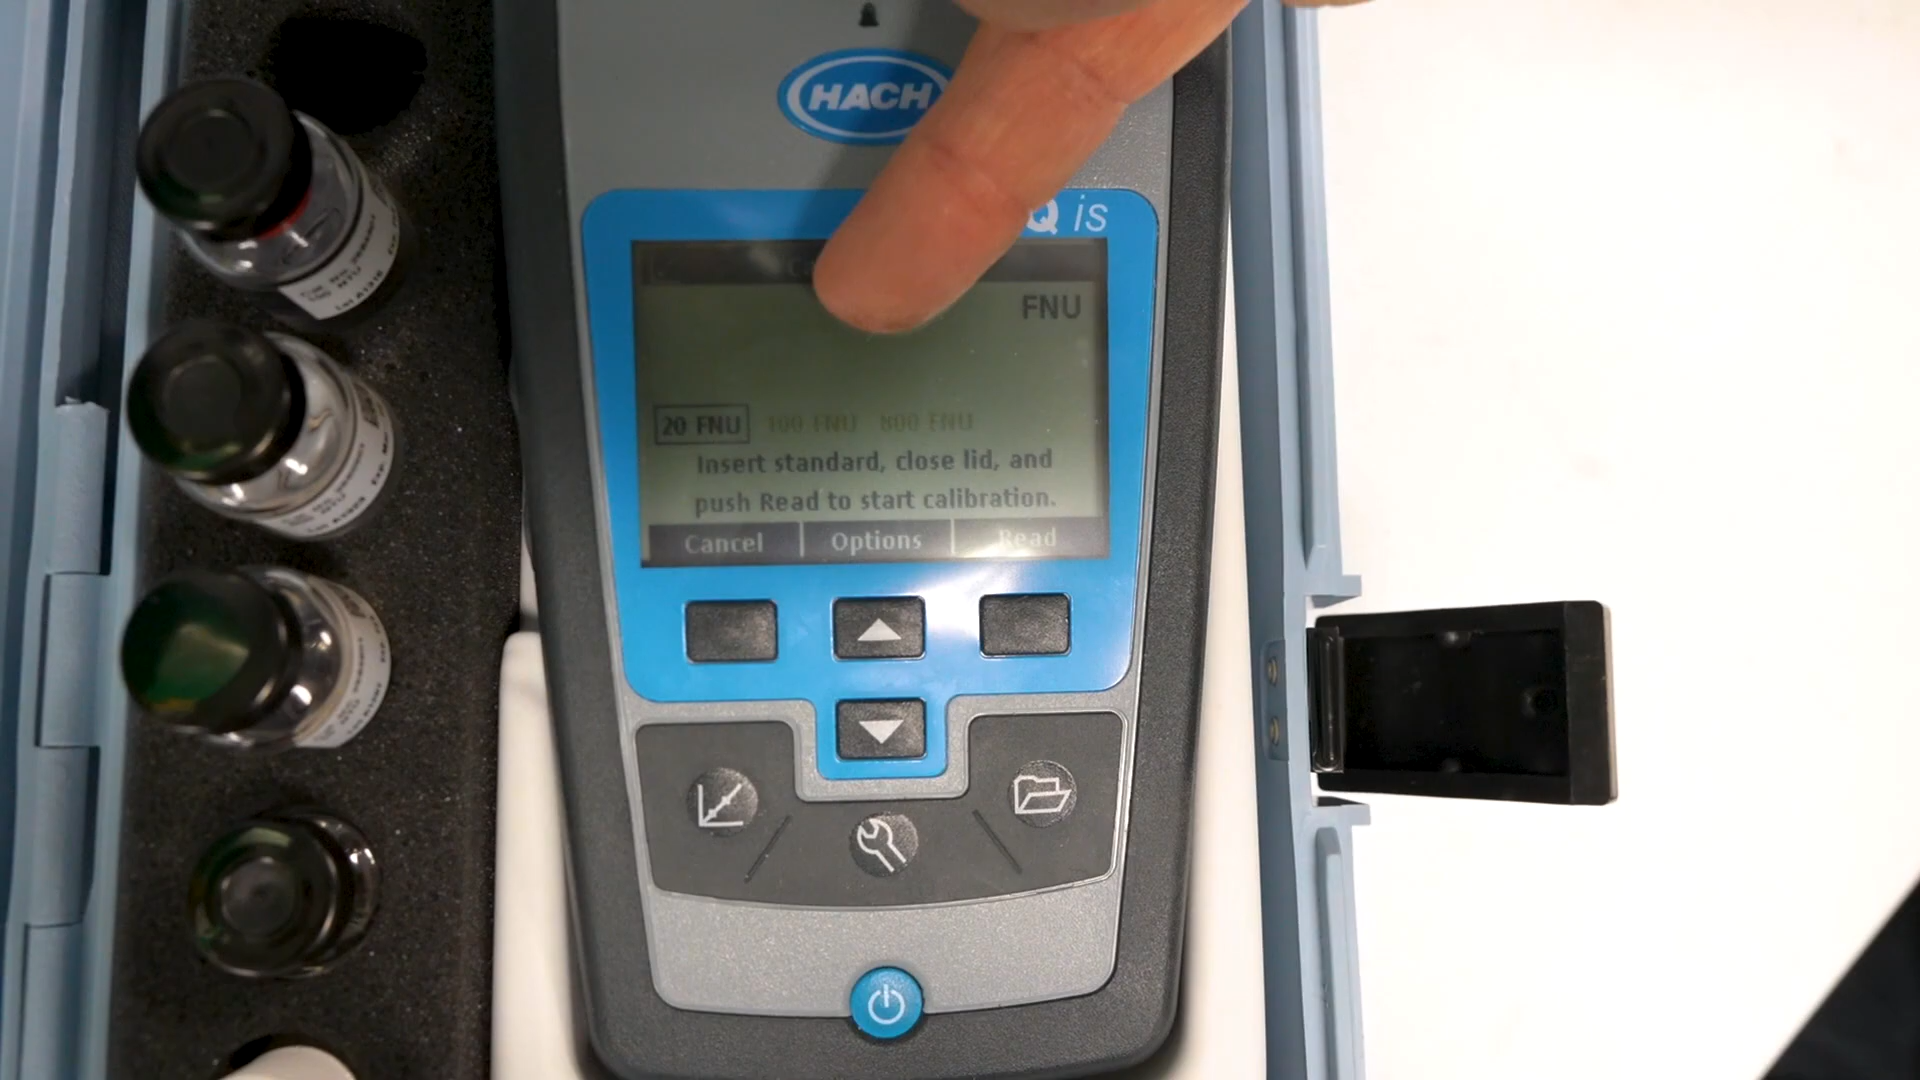 HACH
Q is
FNU
20 FNU 100 FNU 800 FNU
Insert standard, close lid, and
push Read to start calibration.
Cancel Options Read